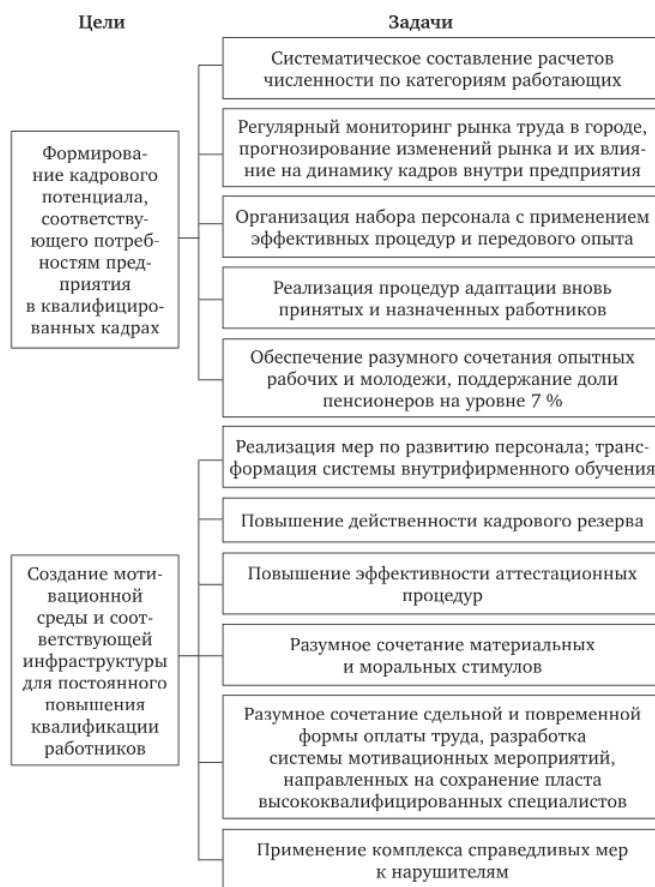 Цели
Задачи
Формирова-
ние кадрового
потенциала,
соответству-
ющего потреб-
ностям пред-
приятия
в квалифициро-
ванных кадрах
Систематическое составление расчетов
численности по категориям работающих
Регулярный мониторинг рынка труда в городе,
прогнозирование изменений рынка и их влия-
ние на динамику кадров внутри предприятия
Организация набора персонала с применением
эффективных процедур и передового опыта
Реализация процедур адаптации вновь
принятых и назначенных работников
Обеспечение разумного сочетания опытных
рабочих и молодежи, поддержание доли
пенсионеров на уровне 7 %
Создание моти-
вационной
среды и соот-
ветствующей
инфраструктуры
для постоянного
повышения
квалификации
работников
Реализация мер по развитию персонала; транс-
формация системы внутрифирменного обучения
Повышение действенности кадрового резерва
Повышение эффективности аттестационных
процедур
Разумное сочетание материальных
и моральных стимулов
Разумное сочетание сдельной и повременной
формы оплаты труда, разработка
системы мотивационных мероприятий,
направленных на сохранение пласта
высококвалифицированных специалистов
Применение комплекса справедливых мер
к нарушителям